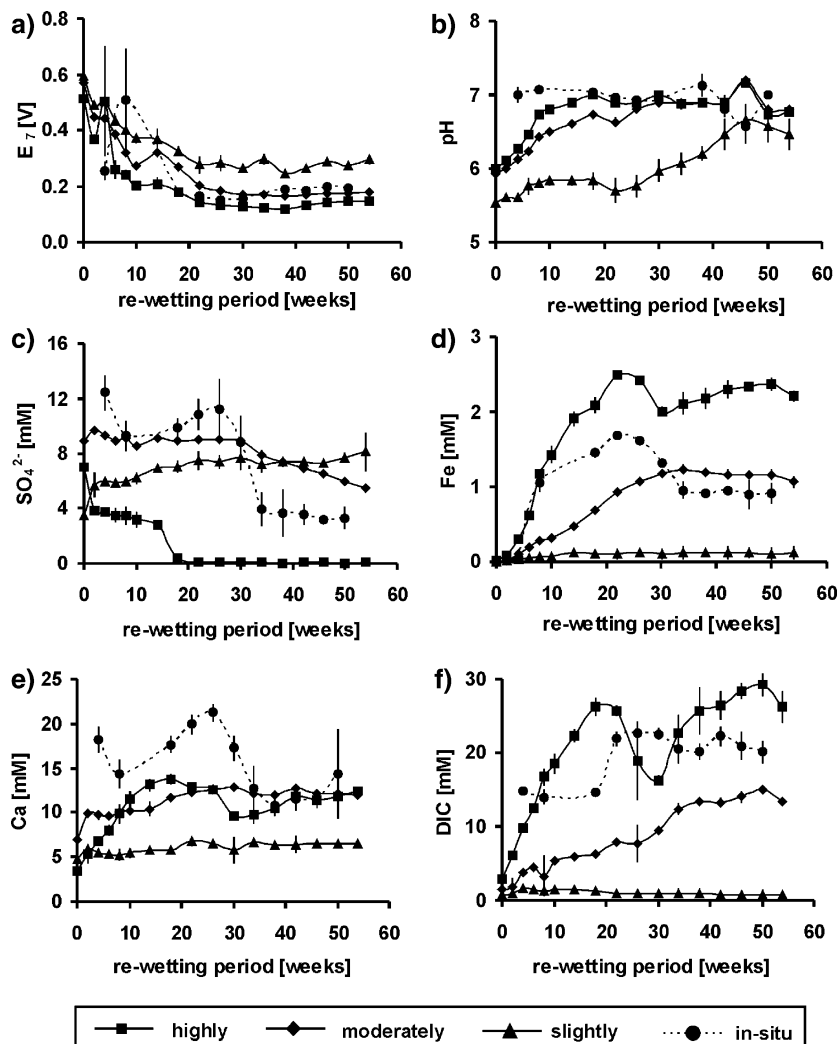 a)
E7 [V]
0.8
0.6
0.4
0.2
0.0
0 10 20 30 40 50 60
re-wetting period [weeks]
b)
pH
8
7
6
5
0 10 20 30 40 50 60
re-wetting period [weeks]
c)
SO4 2- [mM]
16
12
8
4
0
0 10 20 30 40 50 60
re-wetting period [weeks]
d)
Fe [mM]
3
2
1
0
0 10 20 30 40 50 60
re-wetting period [weeks]
e)
Ca [mM]
25
20
15
10
5
0
0 10 20 30 40 50 60
re-wetting period [weeks]
f)
DIC [mM]
30
20
10
0
0 10 20 30 40 50 60
re-wetting period [weeks]
highly moderately slightly in-situ